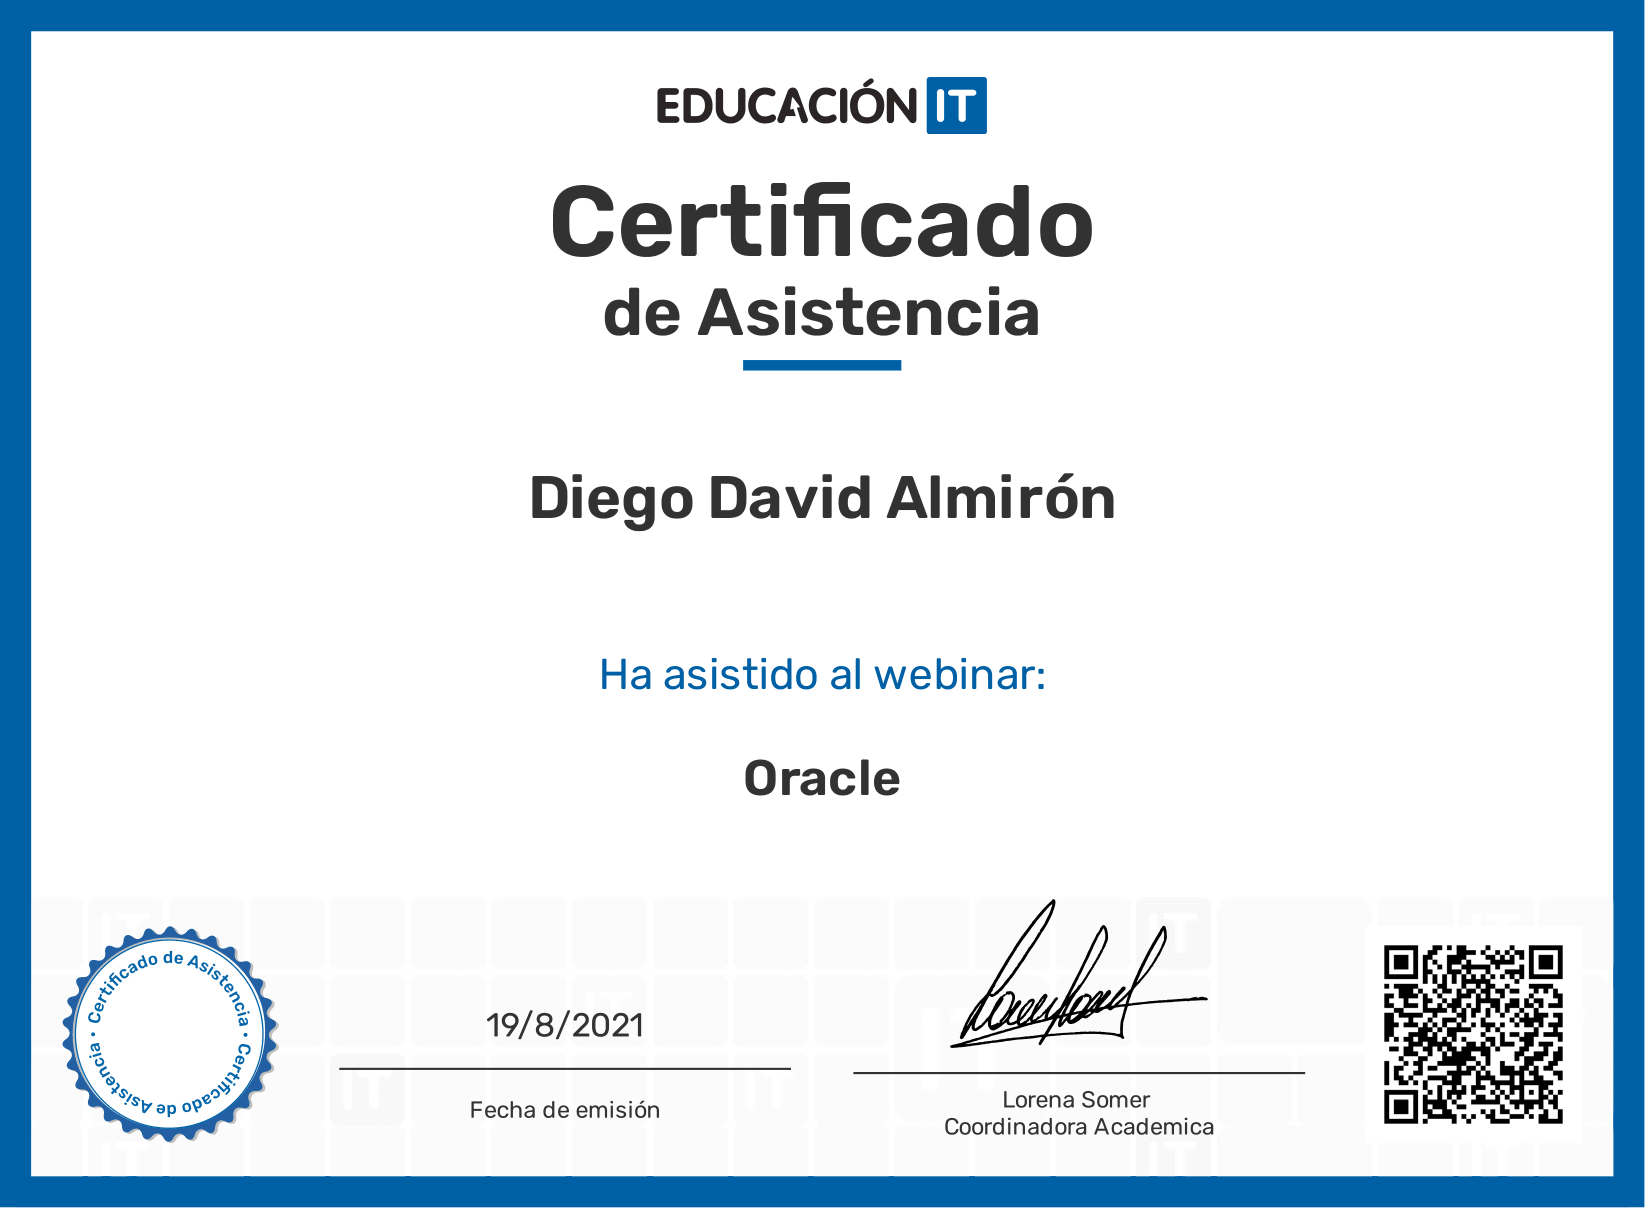 EDUCACIÓN IT
Certificado
de Asistencia
Diego David Almirón
Ha asistido al webinar:
Oracle
Certificado de Asistencia • Certificado de Asistencia •
19/8/2021
Fecha de emisión
Lorena Somer
Coordinadora Academica